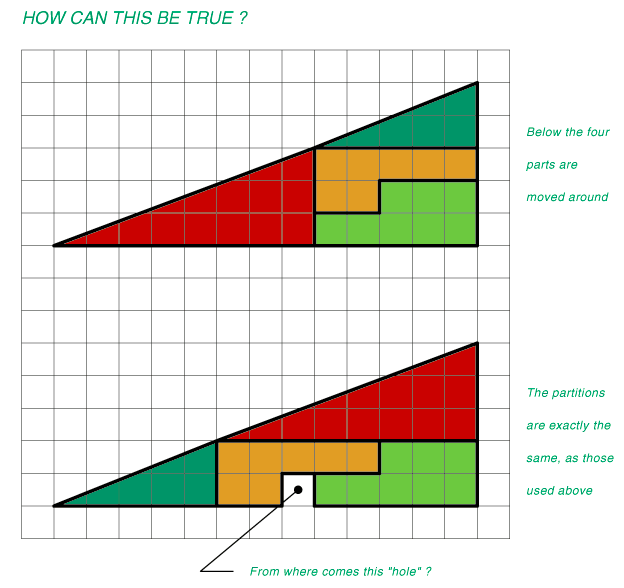 HOW CAN THIS BE TRUE ?
Below the four
parts are
moved around
The partitions
are exactly the
same, as those
used above
From where comes this "hole" ?